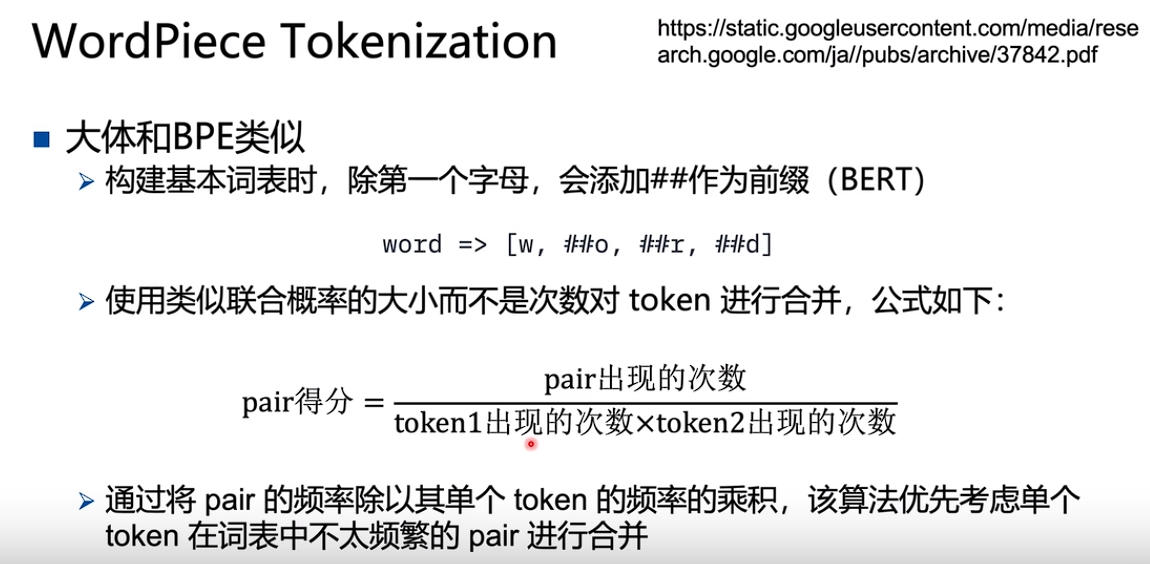 WordPiece Tokenization
https://static.googleusercontent.com/media/rese
arch.google.com/ja//pubs/archive/37842.pdf
大体和BPE类似
构建基本词表时，除第一个字母，会添加##作为前缀（BERT）
word => [w, ##o, ##r, ##d]
使用类似联合概率的大小而不是次数对 token 进行合并，公式如下：
pair得分 =
pair出现的次数
token1出现的次数×token2出现的次数
通过将 pair 的频率除以其单个 token 的频率的乘积，该算法优先考虑单个
token 在词表中不太频繁的 pair 进行合并